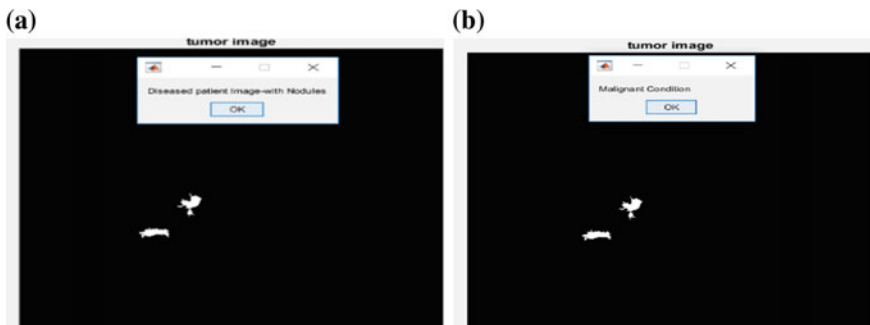 (a)
tumor image
Diseased patient Image-with Nodules
OK
(b)
tumor image
Malignant Condition
OK